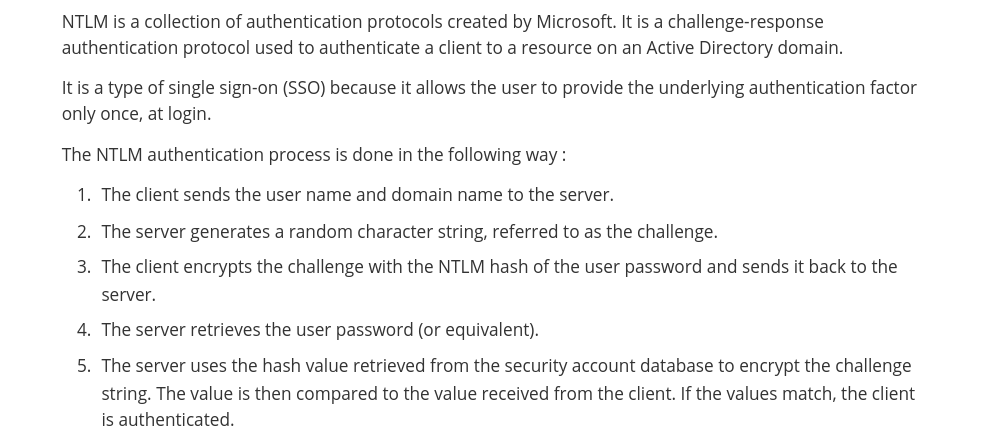 NTLM is a collection of authentication protocols created by Microsoft. It is a challenge-response
authentication protocol used to authenticate a client to a resource on an Active Directory domain.
It is a type of single sign-on (SSO) because it allows the user to provide the underlying authentication factor
only once, at login.
The NTLM authentication process is done in the following way :
1. The client sends the user name and domain name to the server.
2. The server generates a random character string, referred to as the challenge.
3. The client encrypts the challenge with the NTLM hash of the user password and sends it back to the
server.
4. The server retrieves the user password (or equivalent).
5. The server uses the hash value retrieved from the security account database to encrypt the challenge
string. The value is then compared to the value received from the client. If the values match, the client
is authenticated.